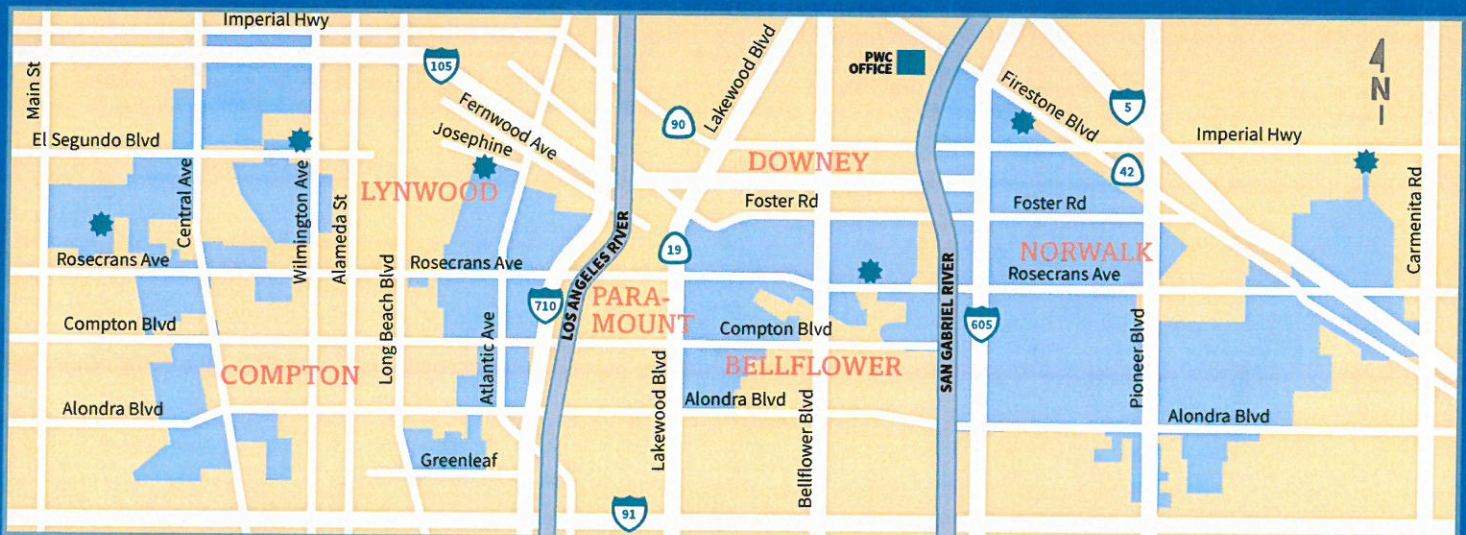 Imperial Hwy
Main St
105
Lakewood Blvd
PWC
OFFICE
N
Firestone Blvd
5
Fernwood Ave
Josephine
90
El Segundo Blvd
Imperial Hwy
DOWNEY
42
LYNWOOD
Central Ave
Wilmington Ave
Alameda St
Foster Rd
Foster Rd
Carmenita Rd
LOS ANGELES RIVER
19
NORWALK
Rosecrans Ave
Rosecrans Ave
Rosecrans Ave
Long Beach Blvd
710
PARA-
MOUNT
Compton Blvd
Compton Blvd
605
SAN GABRIEL RIVER
Atlantic Ave
COMPTON
BELLFLOWER
Pioneer Blvd
Lakewood Blvd
Alondra Blvd
Alondra Blvd
Bellflower Blvd
Alondra Blvd
Greenleaf
91